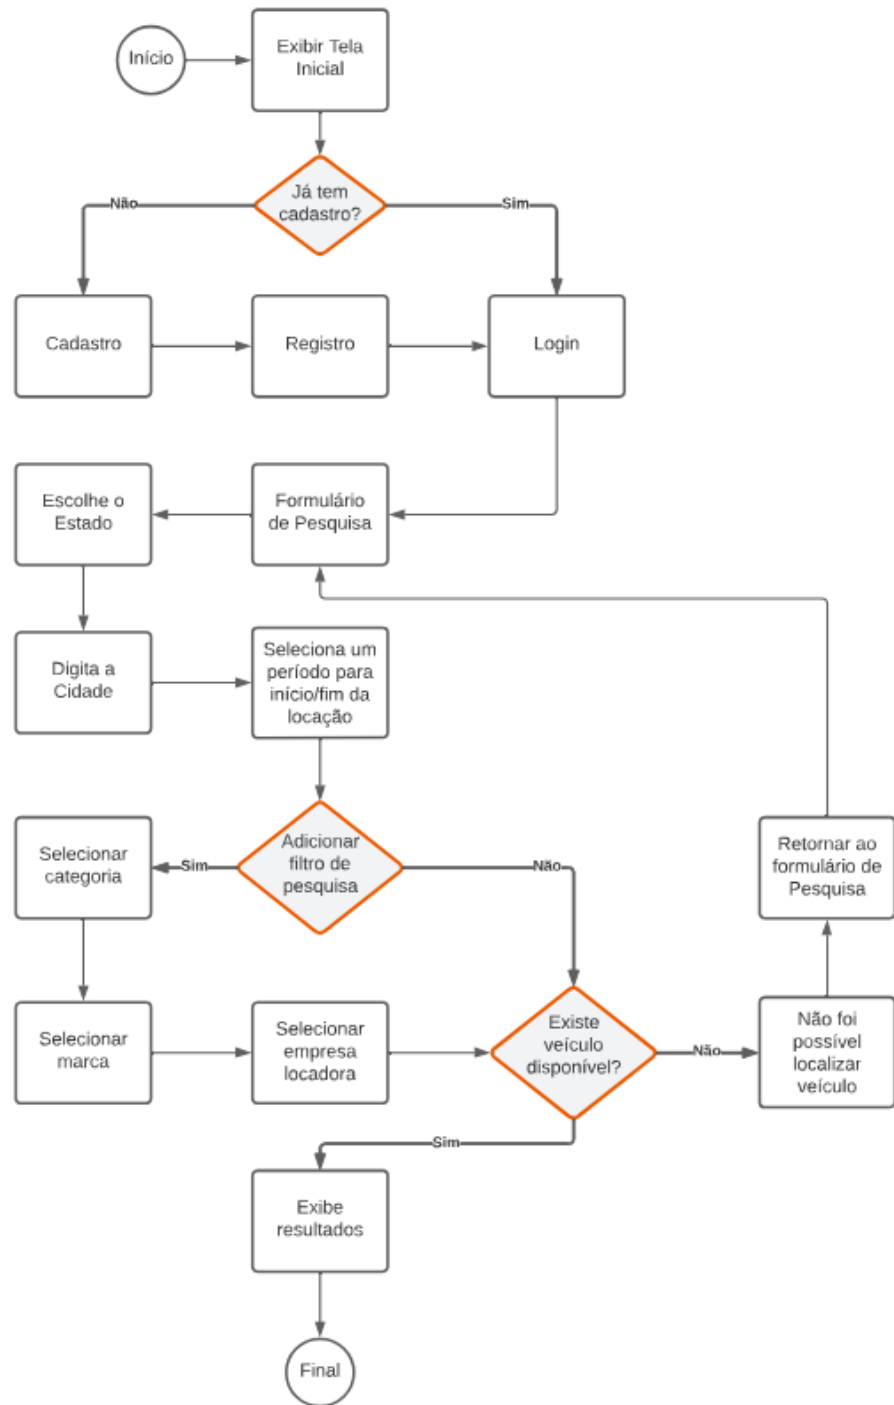 Início
Exibir Tela
Inicial
Já tem
cadastro?
Não
Sim
Cadastro
Registro
Login
Escolhe o
Estado
Formulário
de Pesquisa
Digita a
Cidade
Seleciona um
período para
início/fim da
locação
Adicionar
filtro de
pesquisa
Sim
Não
Selecionar
categoria
Retornar ao
formulário de
Pesquisa
Selecionar
marca
Selecionar
empresa
locadora
Existe
veículo
disponível?
Não
Não foi
possível
localizar
veículo
Sim
Exibe
resultados
Final